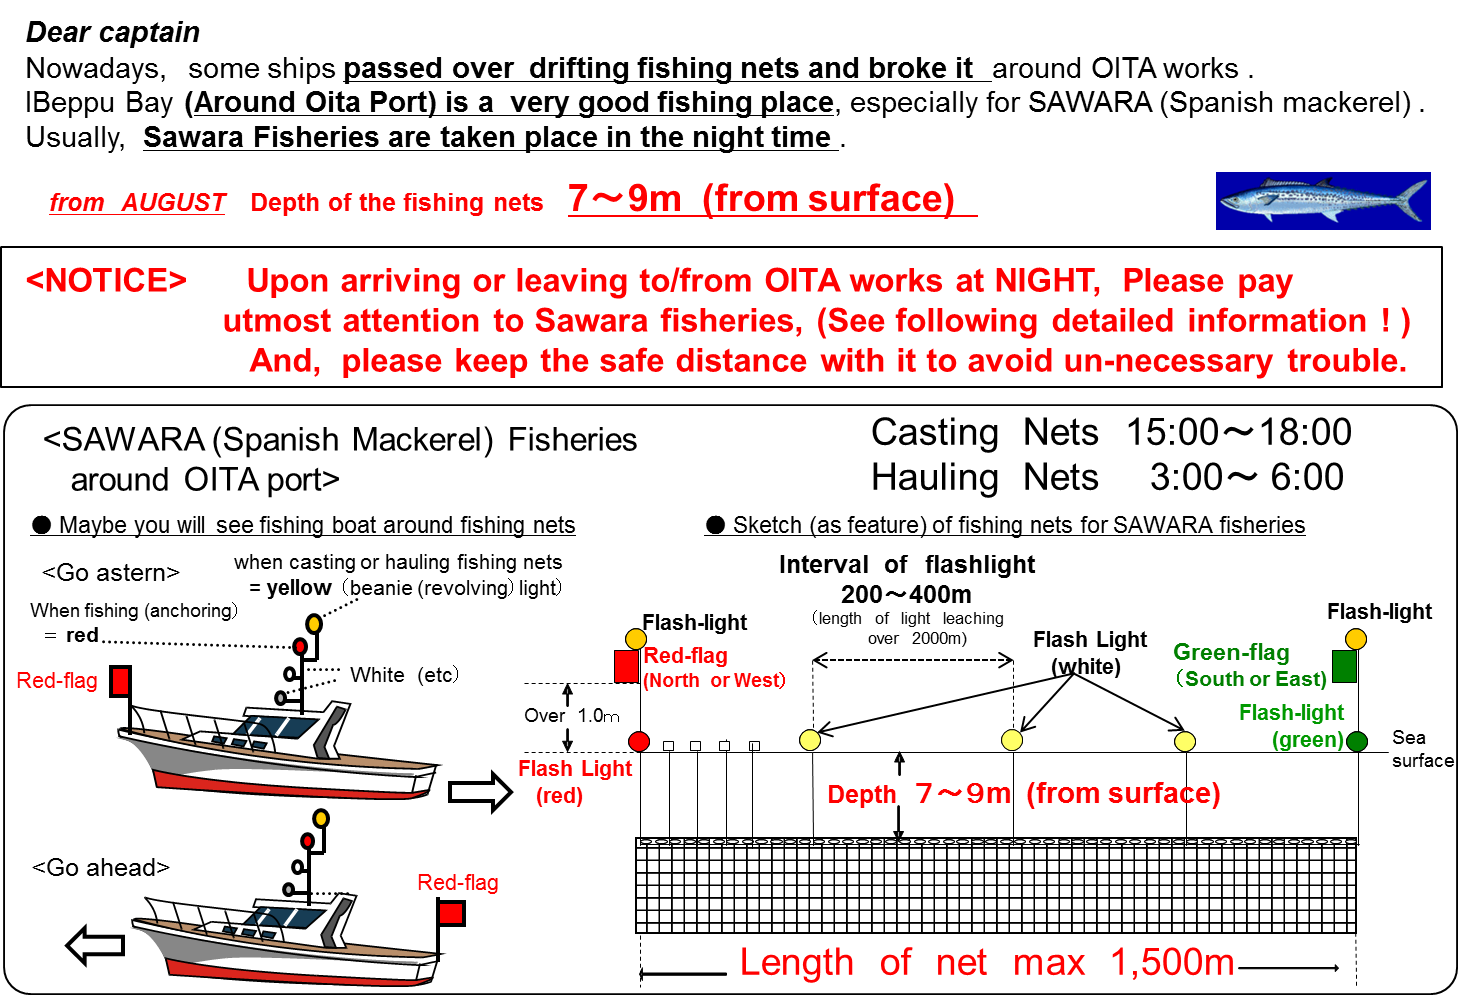 Dear captain
Nowadays, some ships passed over drifting fishing nets and broke it around OITA works .
lBeppu Bay (Around Oita Port) is a very good fishing place, especially for SAWARA (Spanish mackerel) .
Usually, Sawara Fisheries are taken place in the night time .
from AUGUST Depth of the fishing nets 7～9m (from surface)
<NOTICE> Upon arriving or leaving to/from OITA works at NIGHT, Please pay
utmost attention to Sawara fisheries, (See following detailed information ! )
And, please keep the safe distance with it to avoid un-necessary trouble.
<SAWARA (Spanish Mackerel) Fisheries
around OITA port>
Casting Nets 15:00～18:00
Hauling Nets 3:00～ 6:00
● Maybe you will see fishing boat around fishing nets
<Go astern>
when casting or hauling fishing nets
= yellow （beanie (revolving) light）
When fishing (anchoring）
= red
Red-flag
White (etc）
<Go ahead>
Red-flag
● Sketch (as feature) of fishing nets for SAWARA fisheries
Interval of flashlight
200～400m
（length of light leaching
over 2000m)
Flash-light
Red-flag
(North or West)
Over 1.0m
Flash Light
(red)
Flash Light
(white)
Flash-light
Green-flag
（South or East)
Flash-light
(green)
Sea
surface
Depth 7～9m (from surface)
Length of net max 1,500m